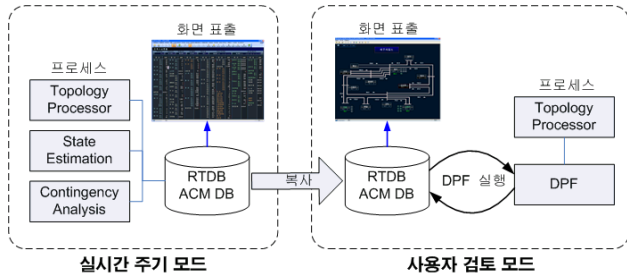 화면 표출
프로세스
Topology
Processor
State
Estimation
Contingency
Analysis
RTDB
ACM DB
복사
실시간 주기 모드
화면 표출
프로세스
Topology
Processor
RTDB
ACM DB
DPF 실행
DPF
사용자 검토 모드